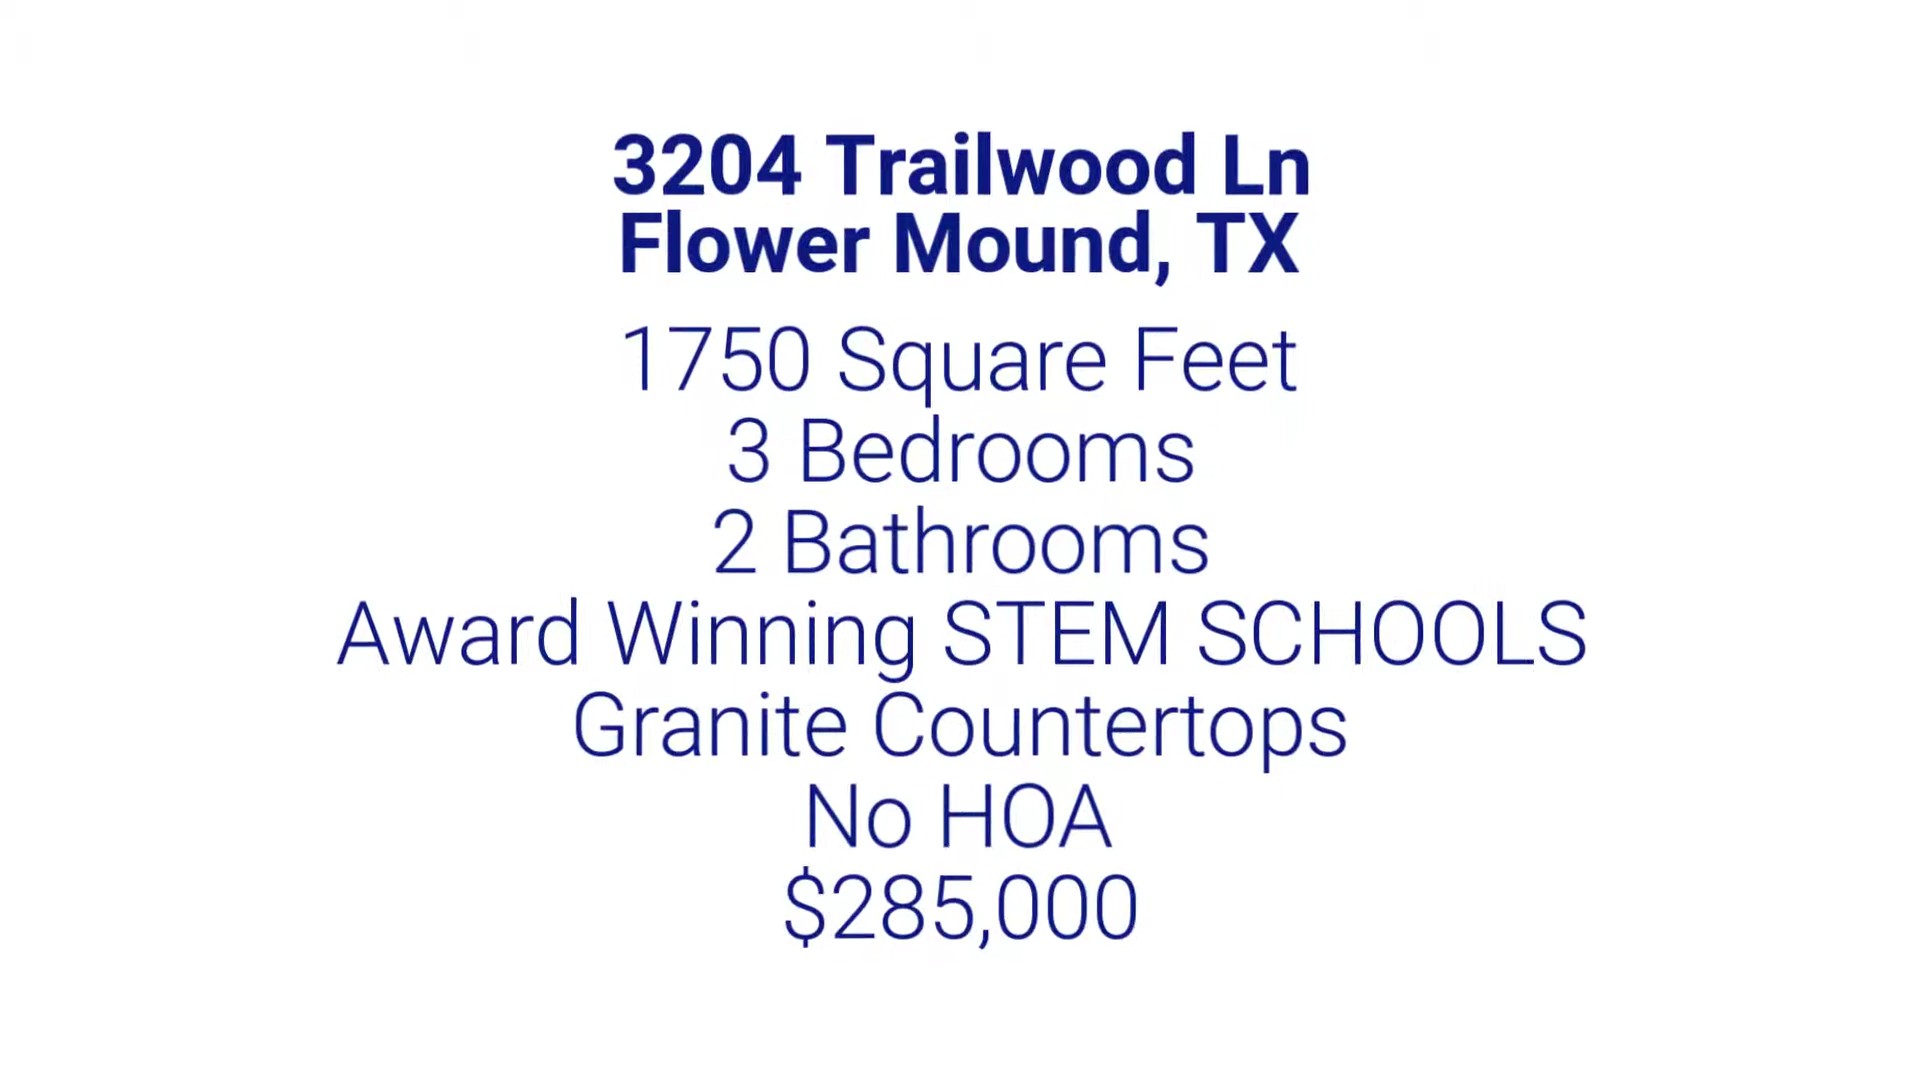 3204 Trailwood Ln
Flower Mound, TX
1750 Square Feet
3 Bedrooms
2 Bathrooms
Award Winning STEM SCHOOLS
Granite Countertops
No HOA
$285,000